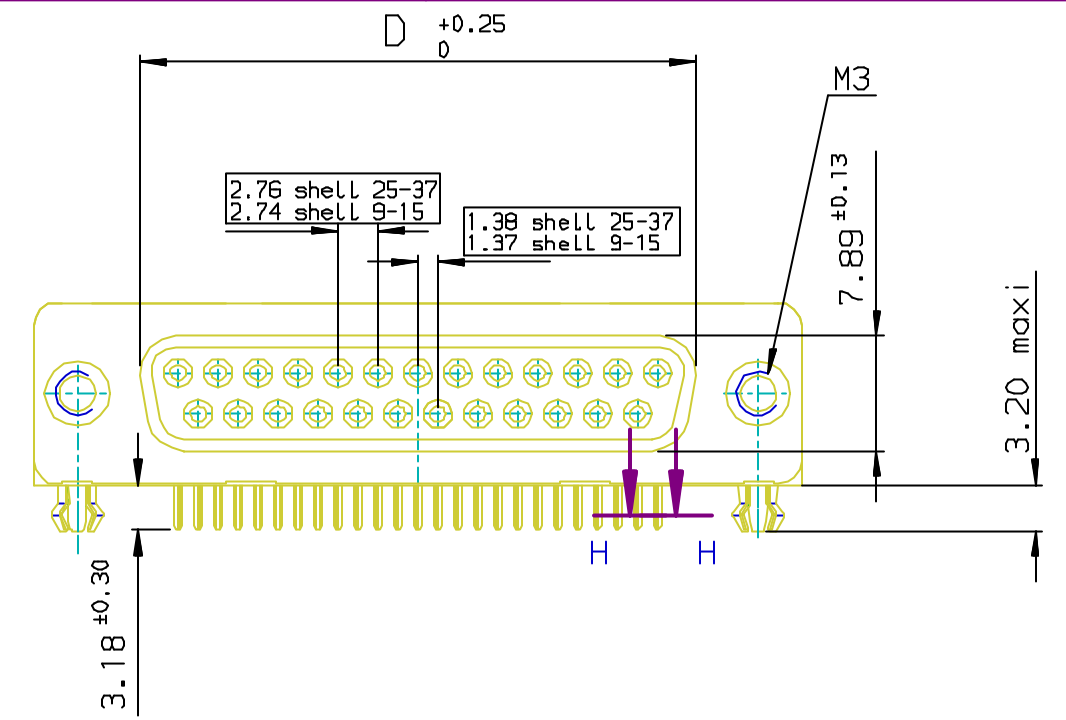 D +0.25
0
M3
2.76 shell 25-37
2.74 shell 9-15
1.38 shell 25-37
1.37 shell 9-15
7.89 ±0.13
3.20 maxi
3.18 ±0.30
H H